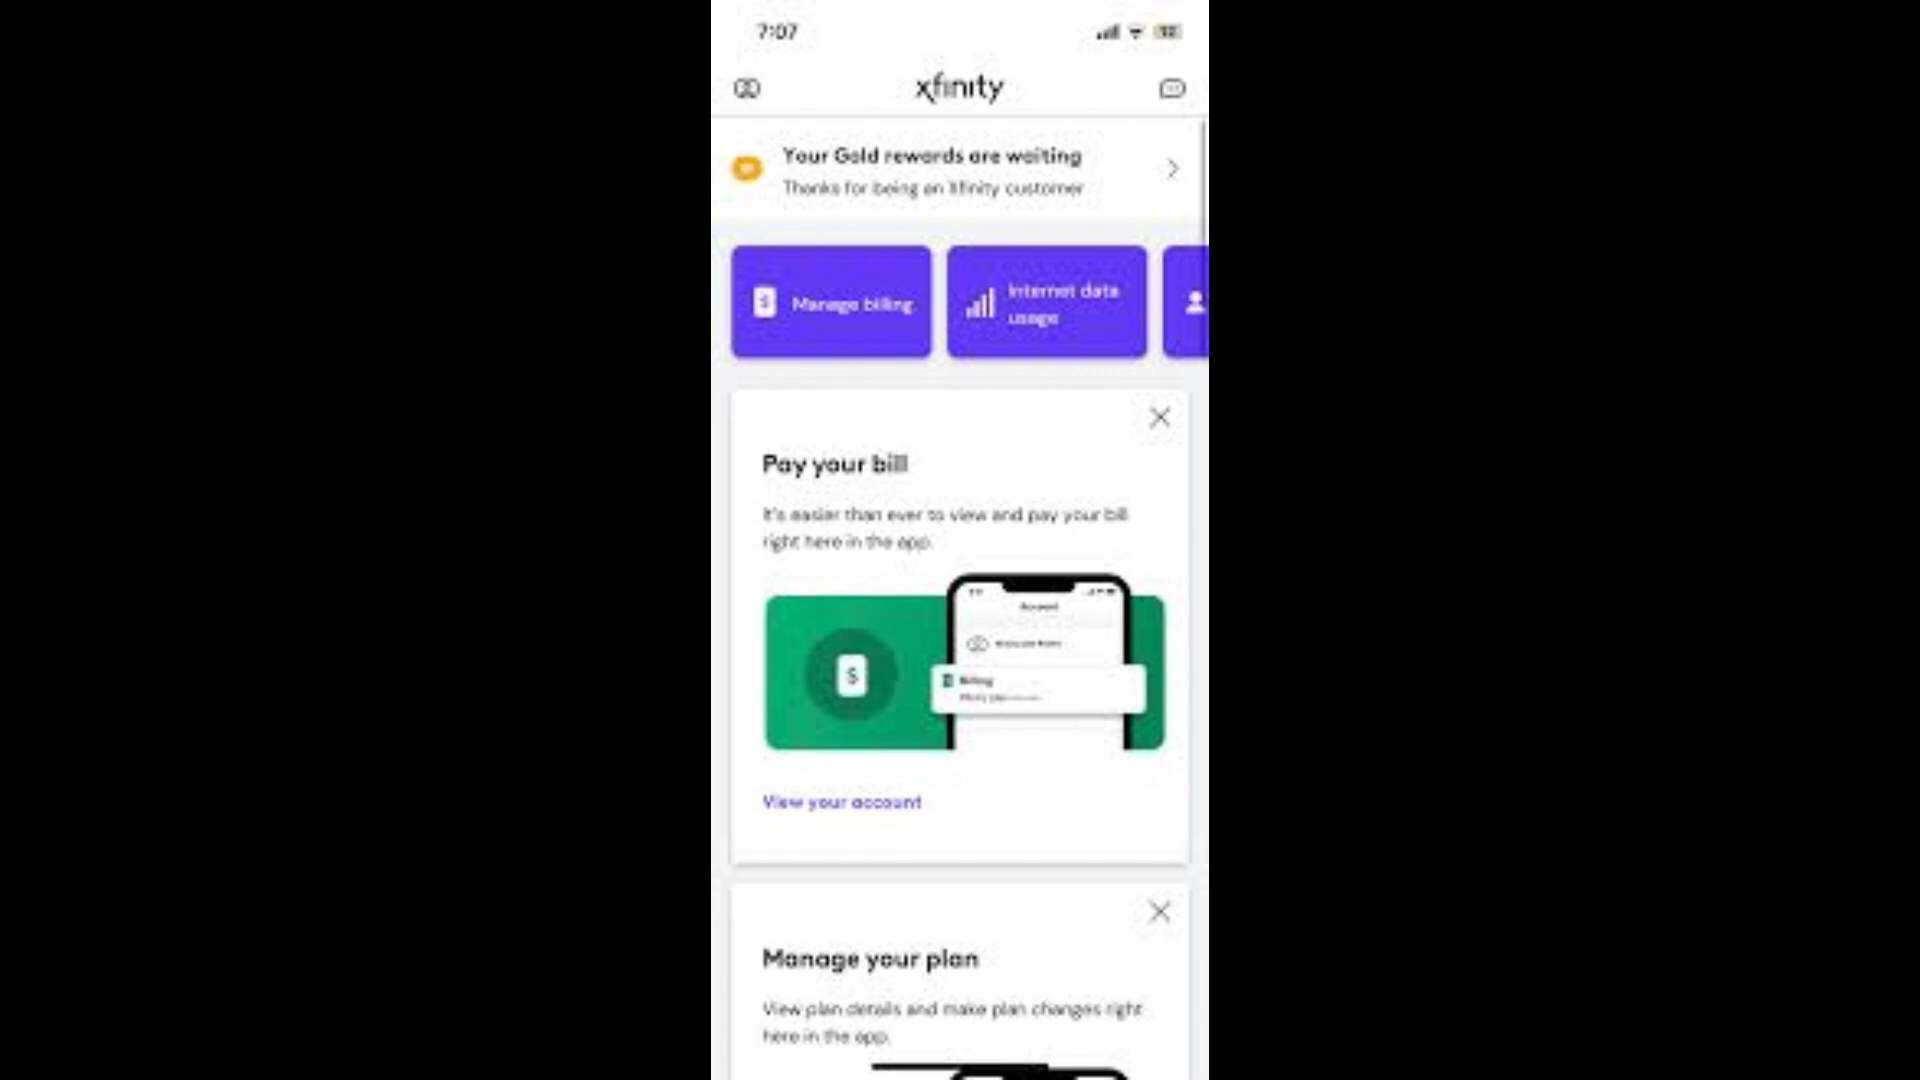 7:07
xfinity
Your Gold rewards are waiting
Thanks for being an Xfinity customer
Manage billing
Internet data
usage
Pay your bill
It's easier than ever to view and pay your bill
right here in the app.
$
Account
Billing
View your account
Manage your plan
View plan details and make plan changes right
here in the app.